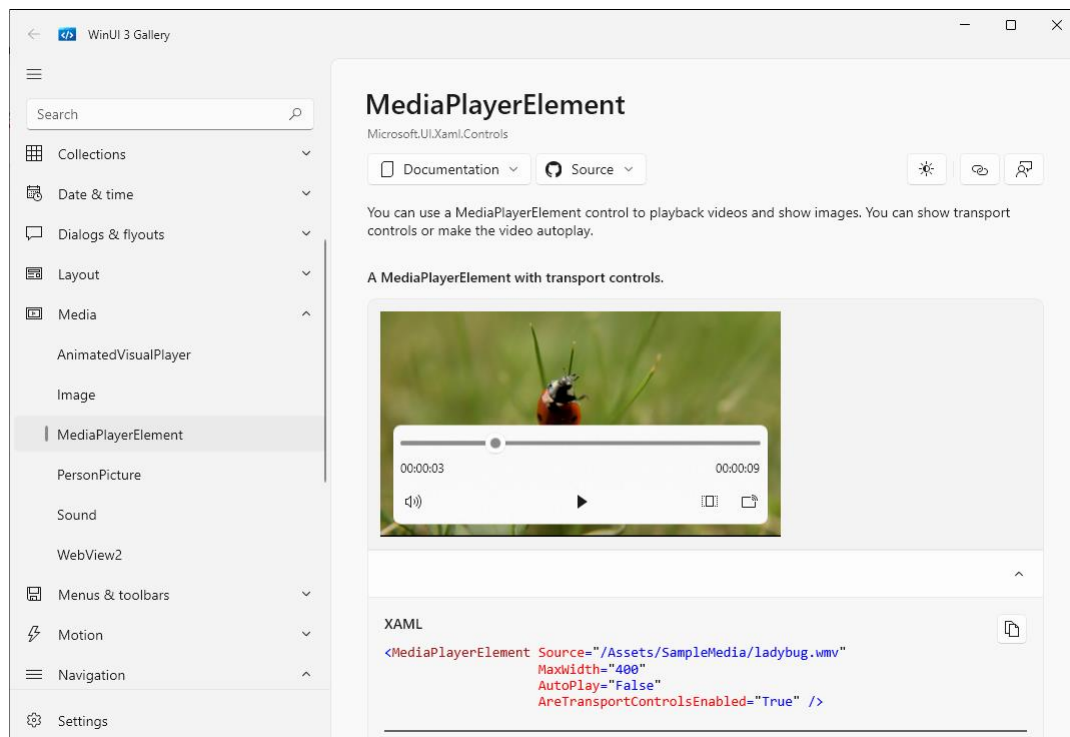 WinUI 3 Gallery
Search
Collections
Date & time
Dialogs & flyouts
Layout
Media
AnimatedVisualPlayer
Image
MediaPlayerElement
PersonPicture
Sound
WebView2
Menus & toolbars
Motion
Navigation
Settings
MediaPlayerElement
Microsoft.UI.Xaml.Controls
Documentation
Source
You can use a MediaPlayerElement control to playback videos and show images. You can show transport
controls or make the video autoplay.
A MediaPlayerElement with transport controls.
00:00:03
00:00:09
XAML
<MediaPlayerElement Source="/Assets/SampleMedia/ladybug.wmv"
MaxWidth="400"
AutoPlay="False"
AreTransportControlsEnabled="True" />